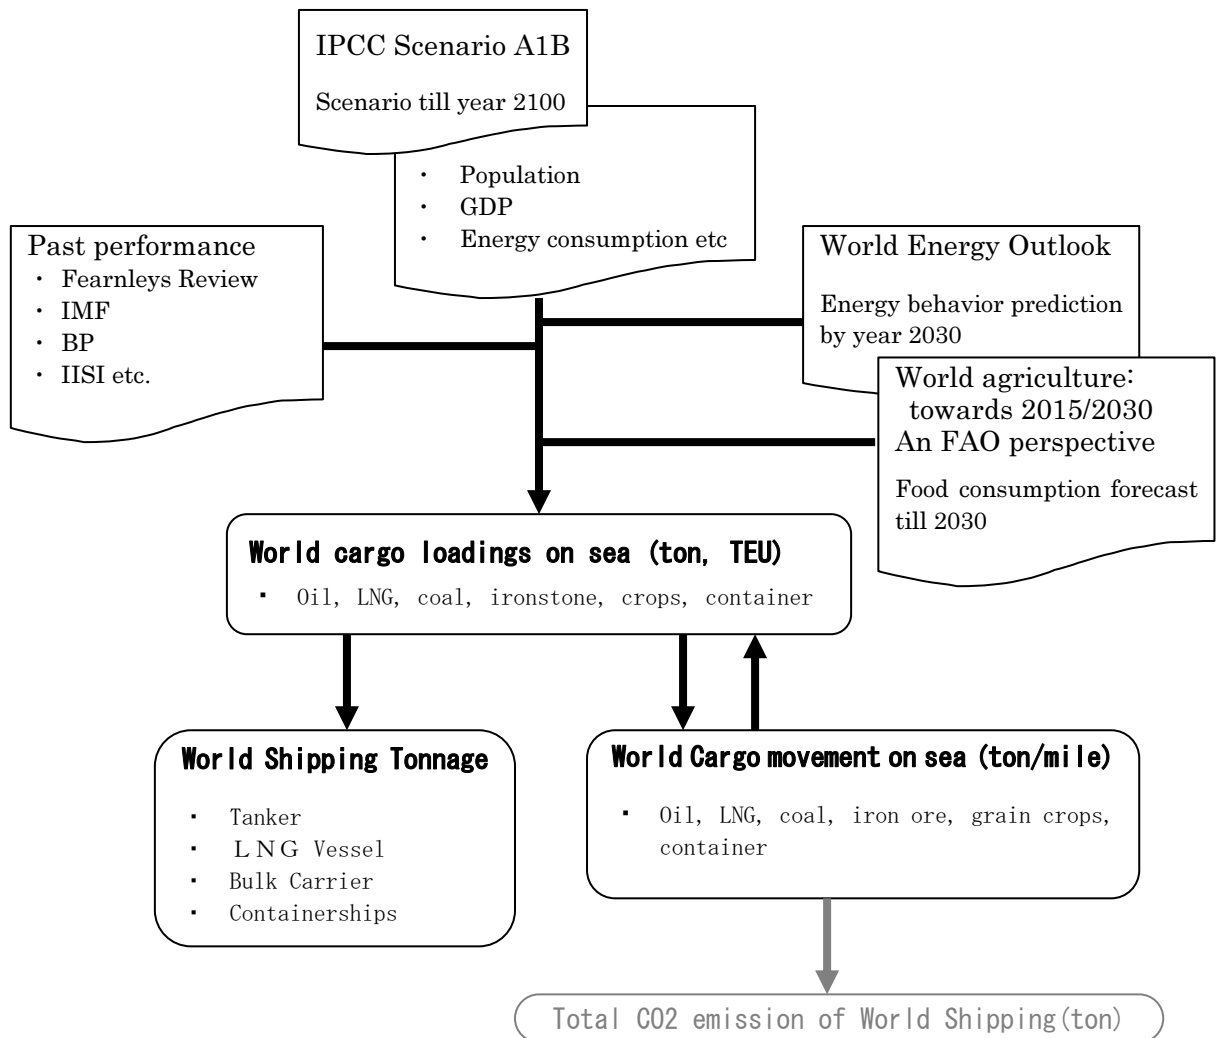 IPCC Scenario A1B
Scenario till year 2100
・ Population
・ GDP
・ Energy consumption etc
Past performance
・ Fearnleys Review
・ IMF
・ BP
・ IISI etc.
World Energy Outlook
Energy behavior prediction
by year 2030
World agriculture:
towards 2015/2030
An FAO perspective
Food consumption forecast
till 2030
World cargo loadings on sea (ton, TEU)
・ Oil, LNG, coal, ironstone, crops, container
World Shipping Tonnage
・ Tanker
・ ＬＮＧ Vessel
・ Bulk Carrier
・ Containerships
World Cargo movement on sea (ton/mile)
・ Oil, LNG, coal, iron ore, grain crops,
container
Total CO2 emission of World Shipping(ton)